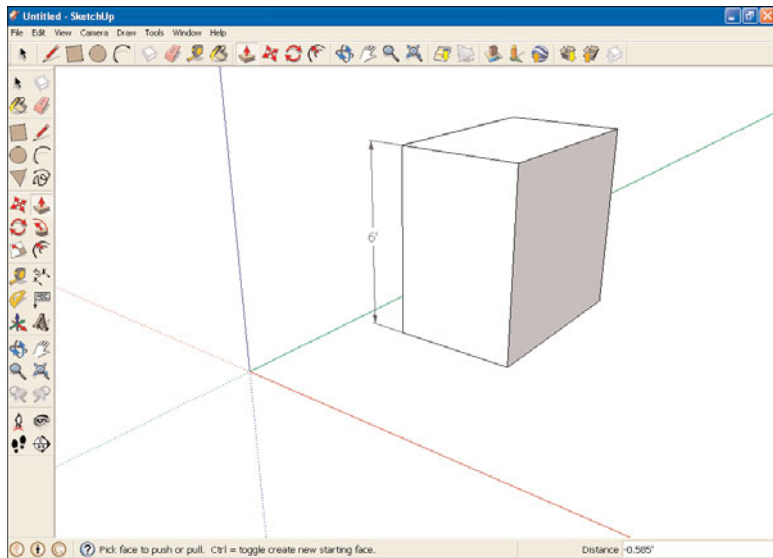 Untitled - SketchUp
File Edit View Camera Draw Tools Window Help
6'
ABC
Pick face to push or pull. Ctrl = toggle create new starting face.
Distance -0.585'